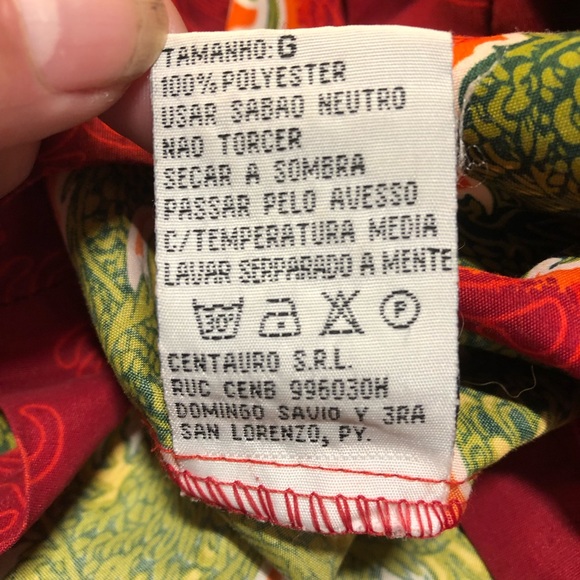 TAMANHO: G
100% POLYESTER
USAR SABAO NEUTRO
NAO TORCER
SECAR A SOMBRA
PASSAR PELO AVESSO
C/TEMPERATURA MEDIA
LAVAR SERPARADO A MENTE
30° P
CENTAURO S.R.L.
RUC CENB 996030H
DOMINGO SAVIO Y 3RA
SAN LORENZO, PY.